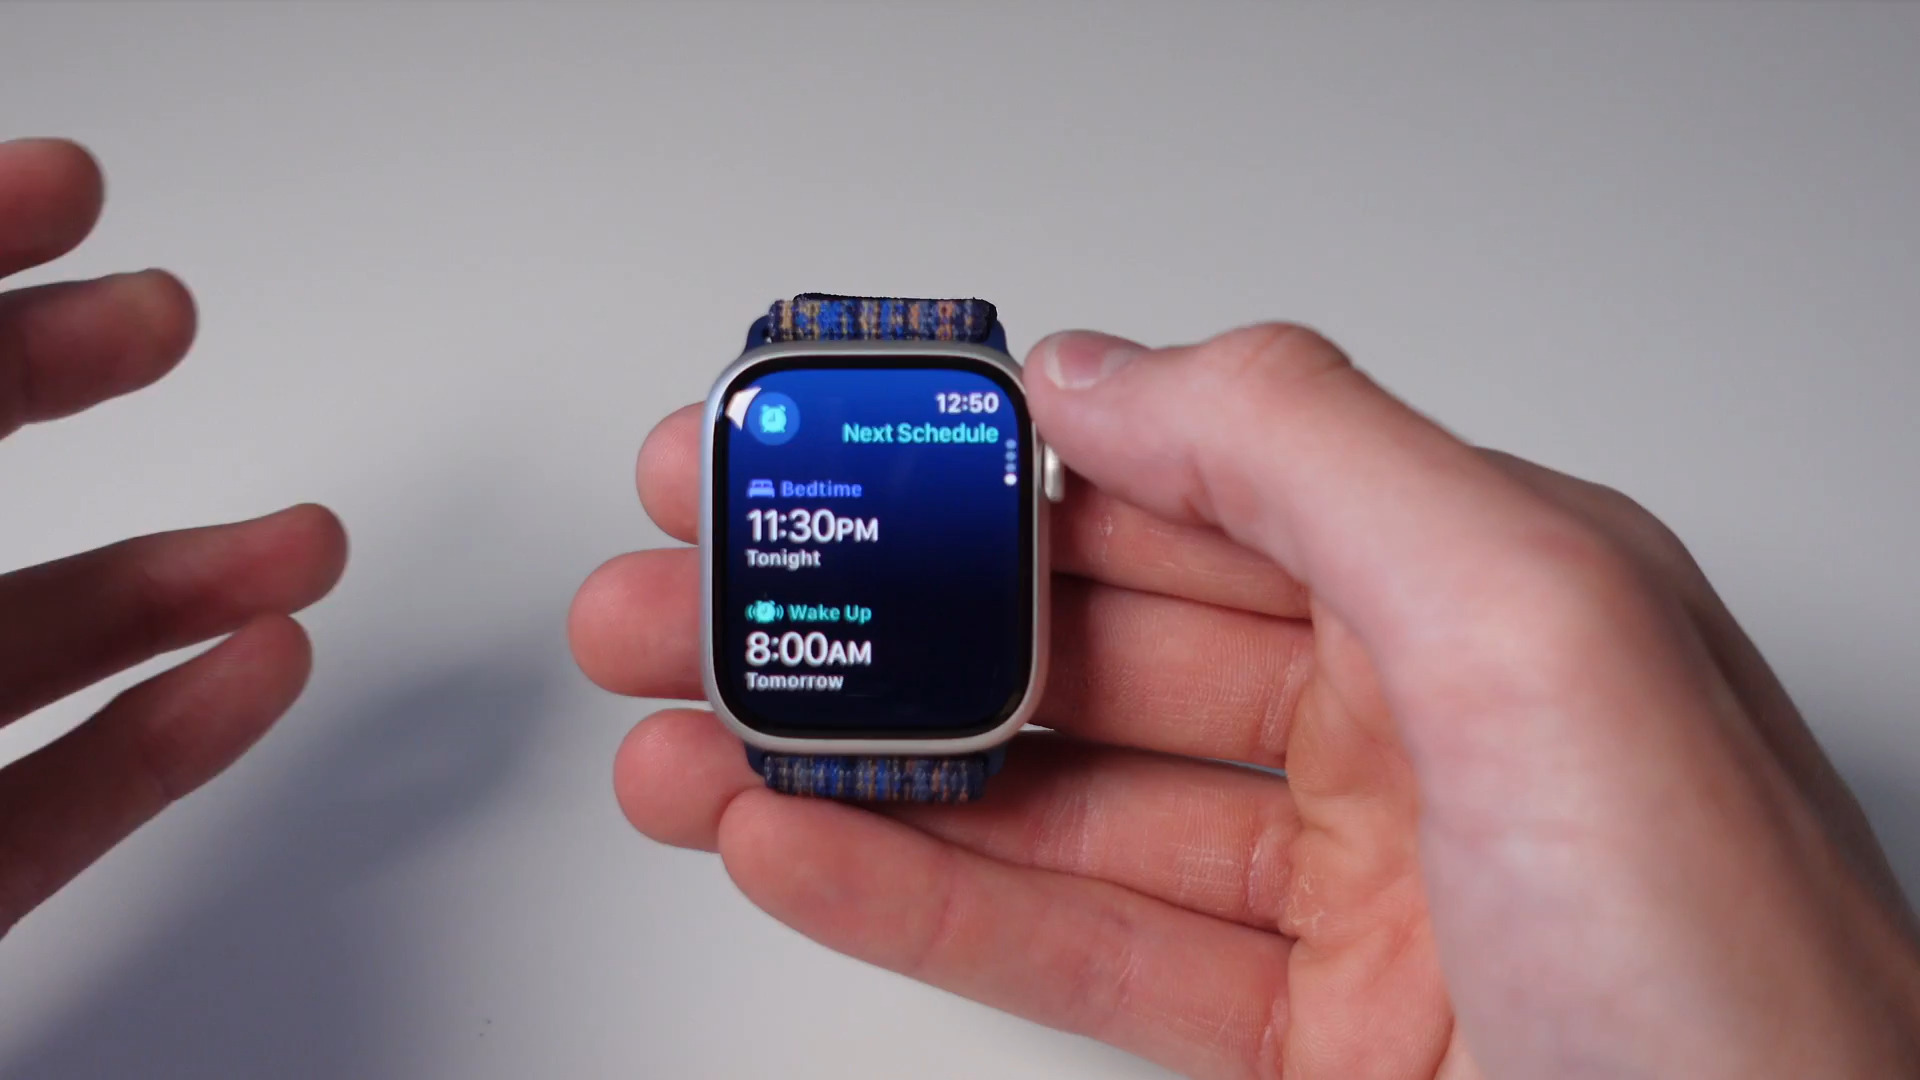 12:50
Next Schedule
Bedtime
11:30PM
Tonight
Wake Up
8:00AM
Tomorrow